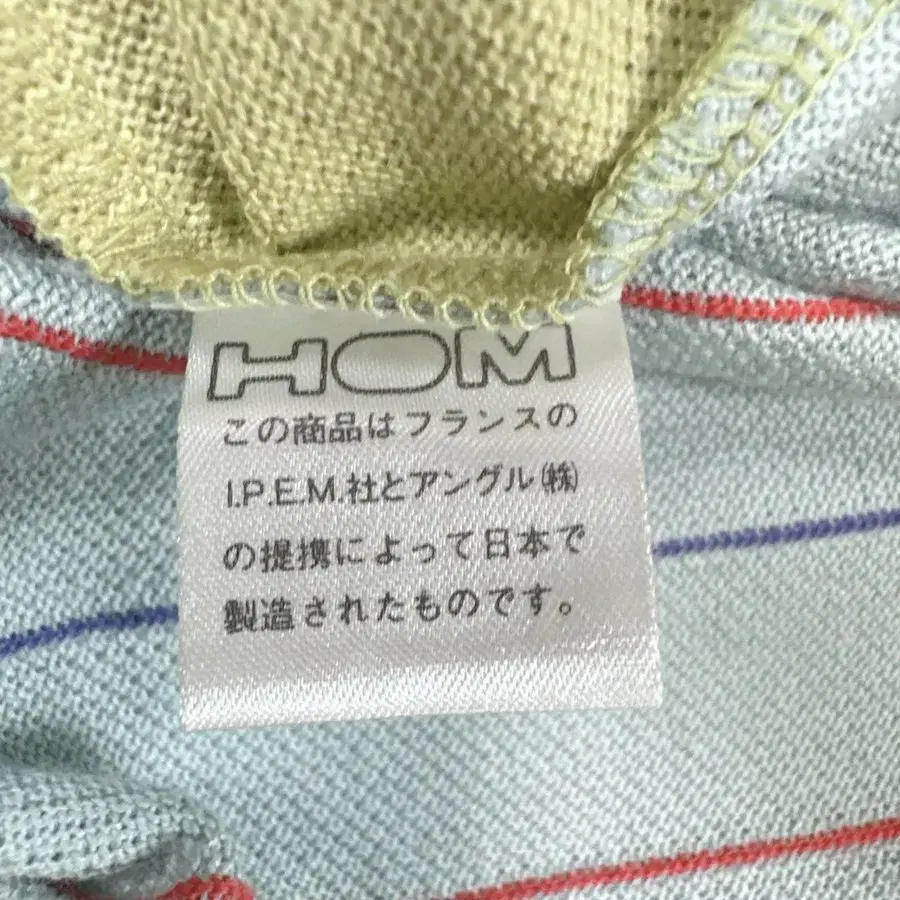 HOM
この商品はフランスの
I.P.E.M.社とアングル㈱
の提携によって日本で
製造されたものです。